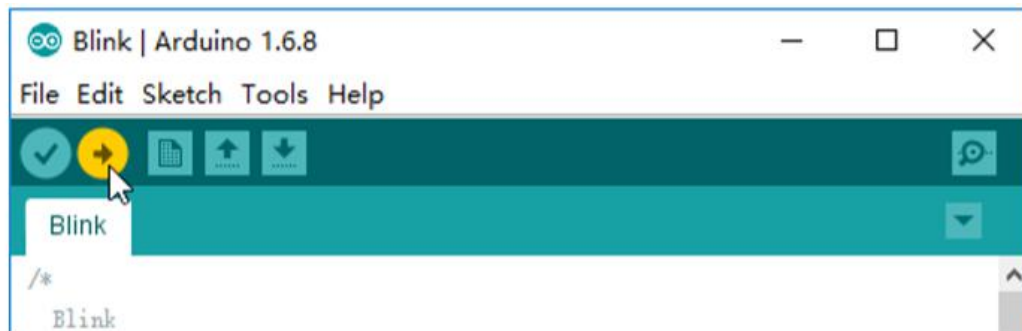 Blink | Arduino 1.6.8
File Edit Sketch Tools Help
Blink
/*
Blink